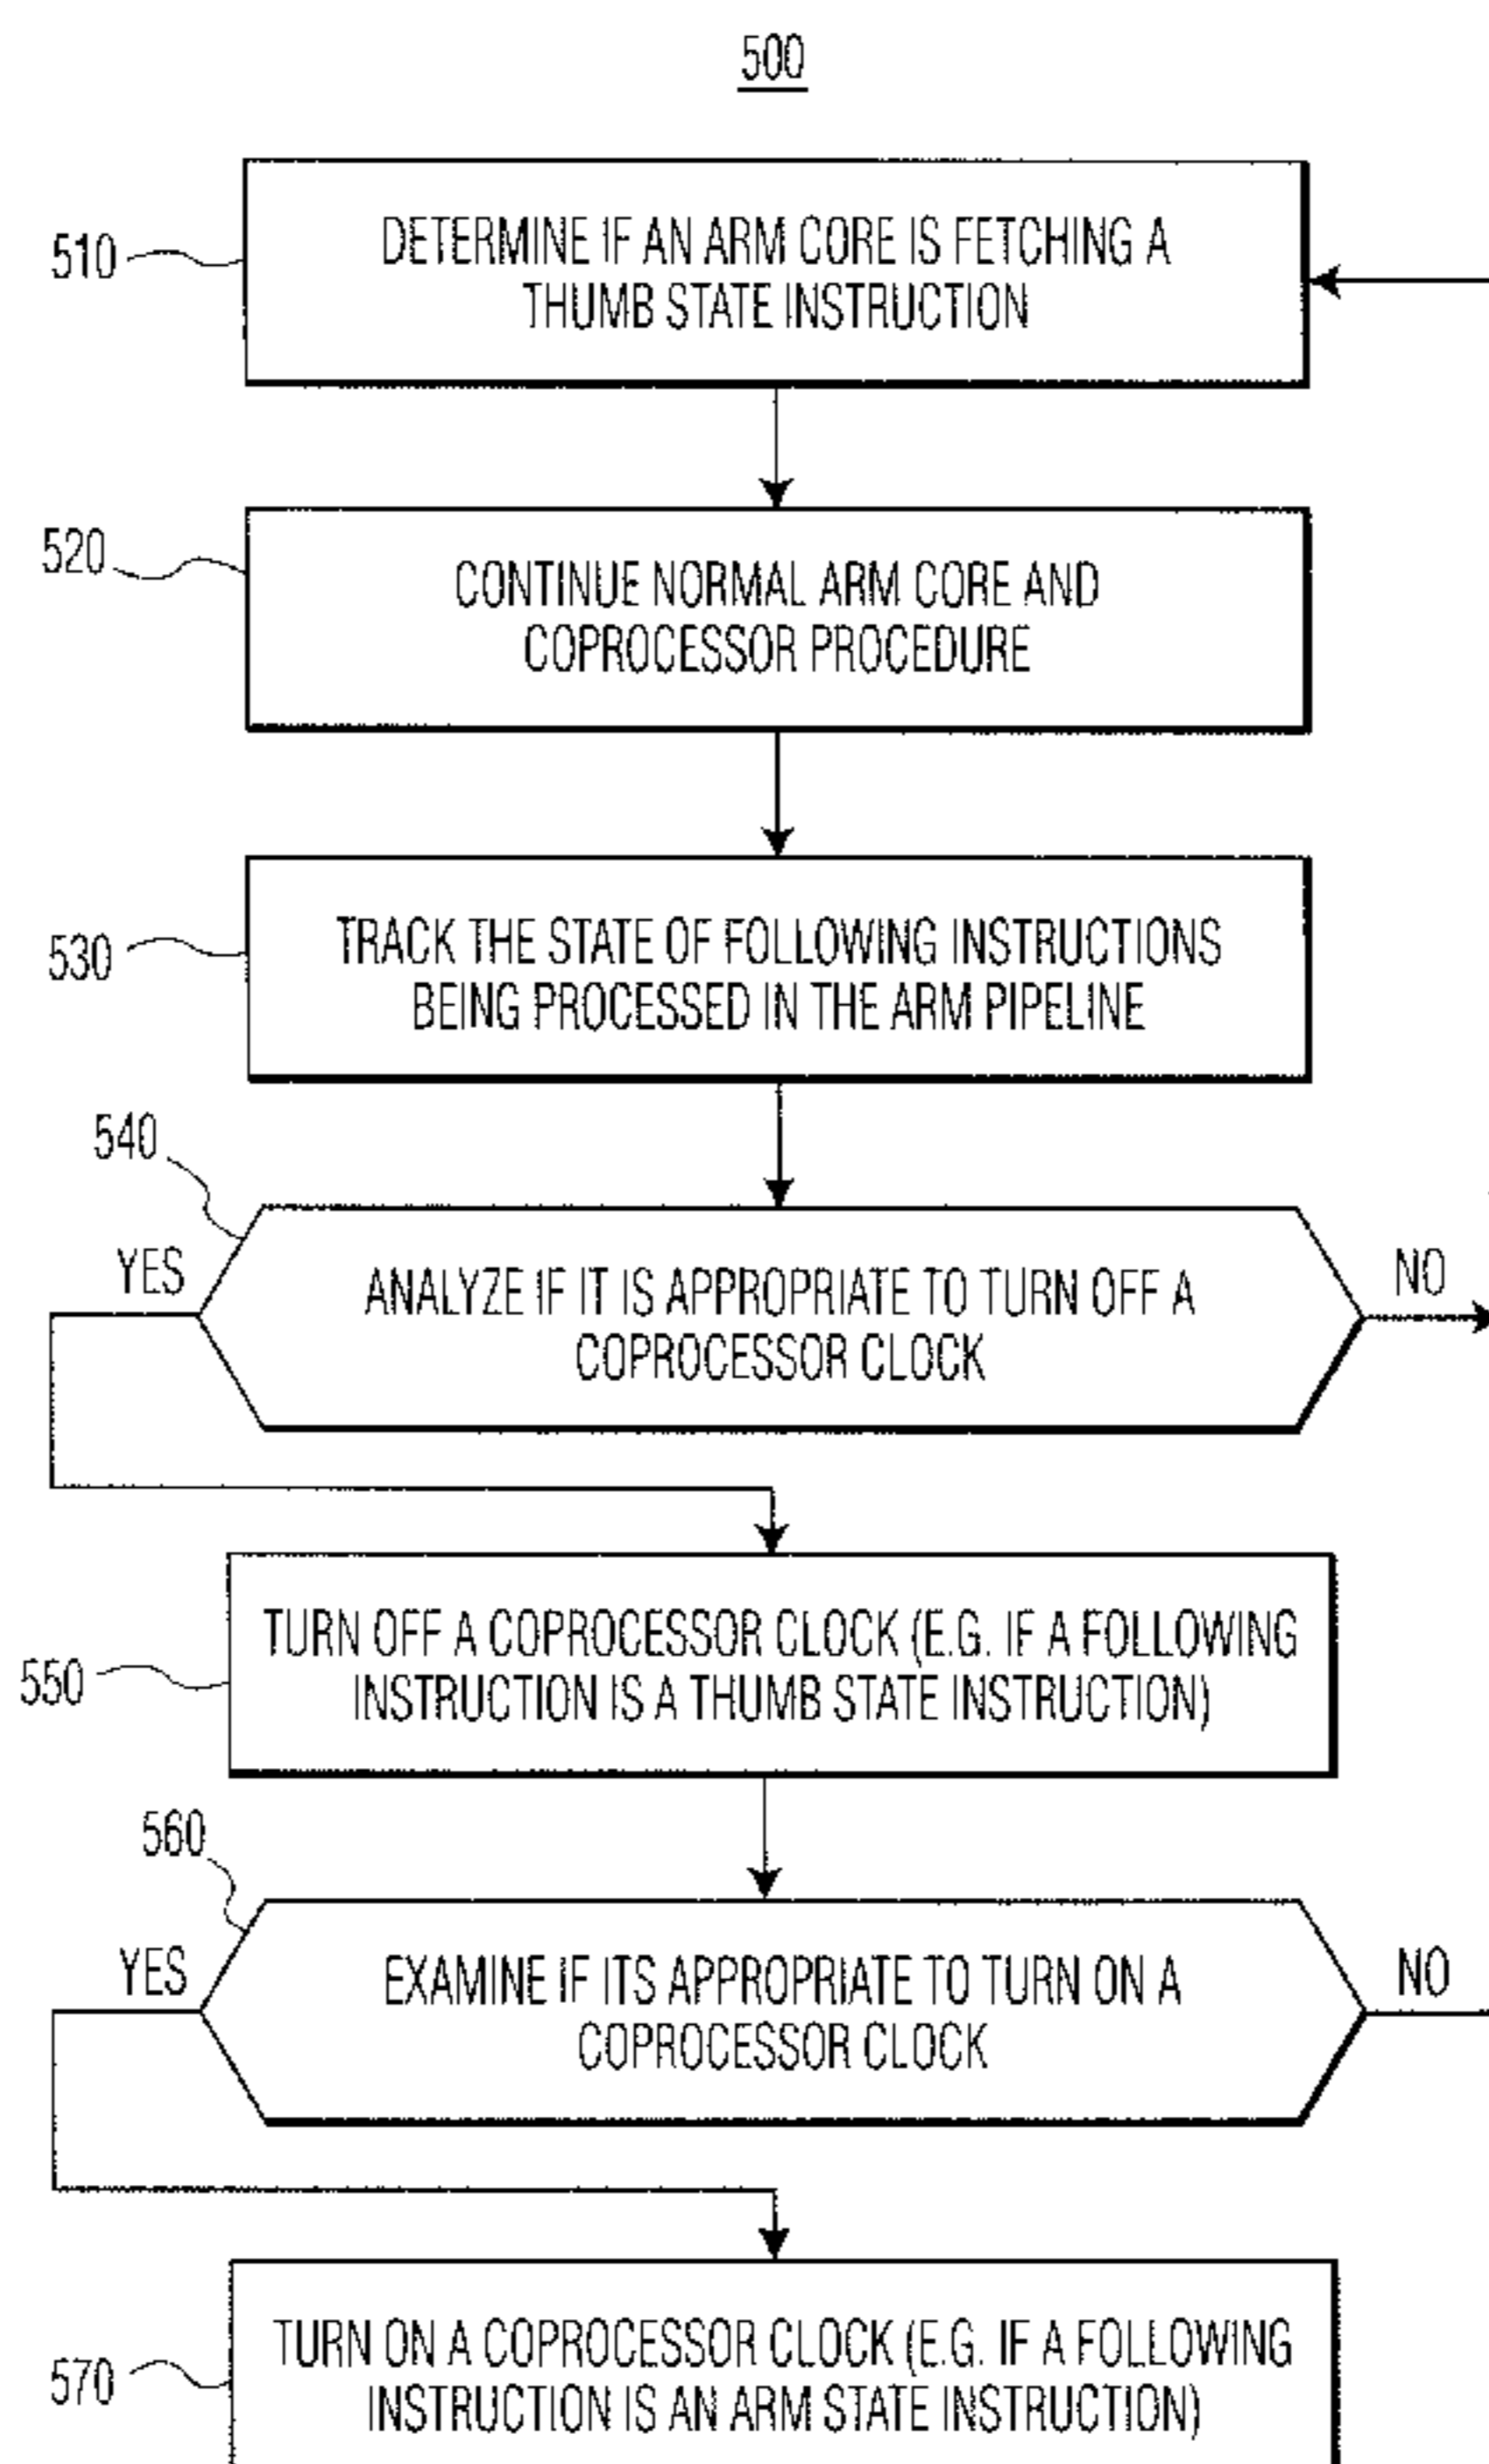 500
510
DETERMINE IF AN ARM CORE IS FETCHING A
THUMB STATE INSTRUCTION
520
CONTINUE NORMAL ARM CORE AND
COPROCESSOR PROCEDURE
530
TRACK THE STATE OF FOLLOWING INSTRUCTIONS
BEING PROCESSED IN THE ARM PIPELINE
540
YES
ANALYZE IF IT IS APPROPRIATE TO TURN OFF A
COPROCESSOR CLOCK
NO
550
TURN OFF A COPROCESSOR CLOCK (E.G. IF A FOLLOWING
INSTRUCTION IS A THUMB STATE INSTRUCTION)
560
YES
EXAMINE IF ITS APPROPRIATE TO TURN ON A
COPROCESSOR CLOCK
NO
570
TURN ON A COPROCESSOR CLOCK (E.G. IF A FOLLOWING
INSTRUCTION IS AN ARM STATE INSTRUCTION)